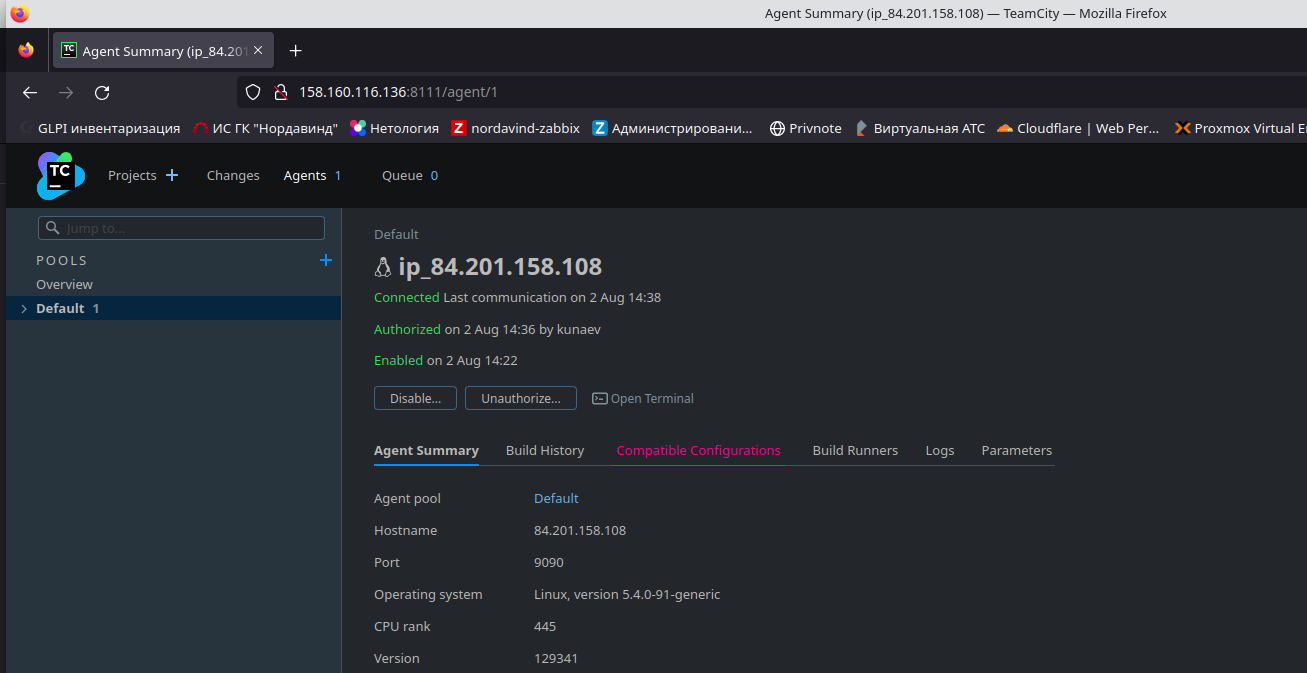 Agent Summary (ip_84.201.158.108) — TeamCity — Mozilla Firefox
TC Agent Summary (ip_84.201
158.160.116.136:8111/agent/1
GLPI инвентаризация ИС ГК "Нордавинд" Нетология Z nordavind-zabbix Z Администрировани... Privnote Виртуальная АТС Cloudflare | Web Per... Proxmox Virtual E
TC Projects Changes Agents 1 Queue 0
Jump to...
POOLS
Overview
Default 1
Default
ip_84.201.158.108
Connected Last communication on 2 Aug 14:38
Authorized on 2 Aug 14:36 by kunaev
Enabled on 2 Aug 14:22
Disable... Unauthorize... Open Terminal
Agent Summary Build History Compatible Configurations Build Runners Logs Parameters
Agent pool Default
Hostname 84.201.158.108
Port 9090
Operating system Linux, version 5.4.0-91-generic
CPU rank 445
Version 129341